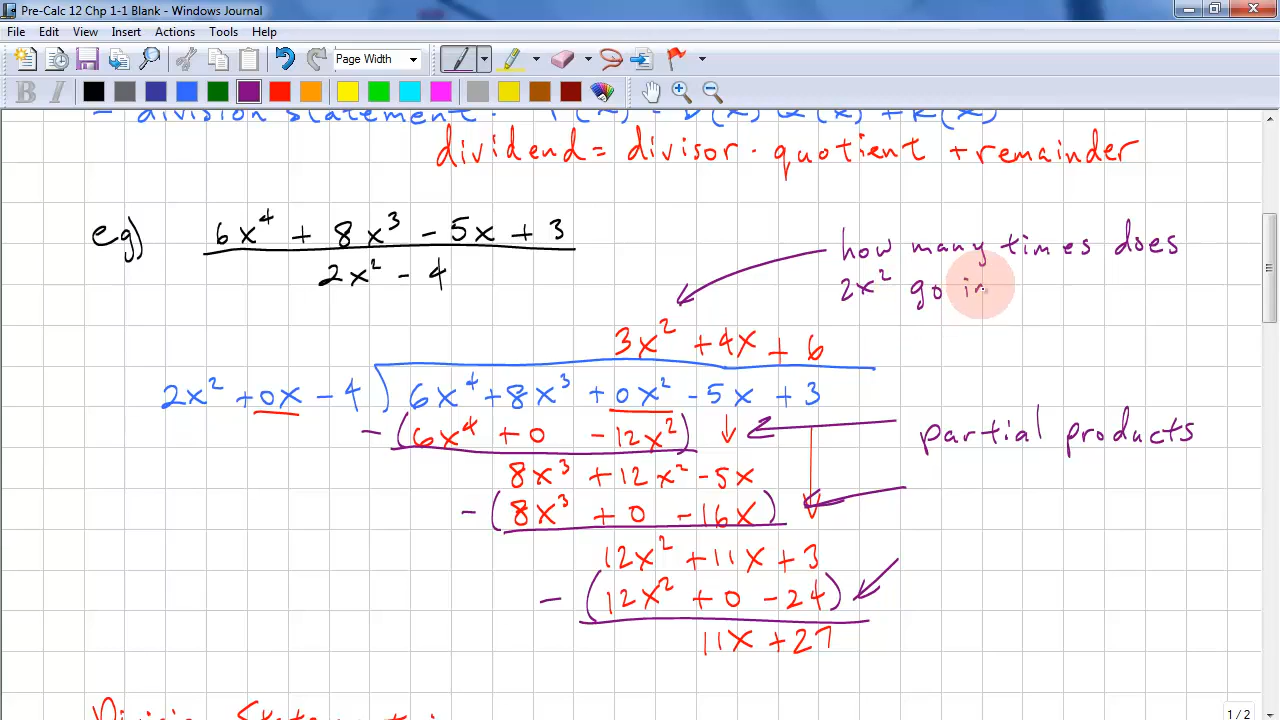 Pre-Calc 12 Chp 1-1 Blank - Windows Journal
File Edit View Insert Actions Tools Help
Page Width
B I
- division statement: P(x) = D(x) Q(x) + R(x)
dividend = divisor · quotient + remainder
eg) 6x⁴ + 8x³ - 5x + 3
2x² - 4
how many times does
2x² go in
3x² + 4x + 6
2x² + 0x - 4 ) 6x⁴ + 8x³ + 0x² - 5x + 3
- (6x⁴ + 0 - 12x²) ↓
partial products
8x³ + 12x² - 5x
- (8x³ + 0 - 16x)
12x² + 11x + 3
- (12x² + 0 - 24)
11x + 27
1 / 2